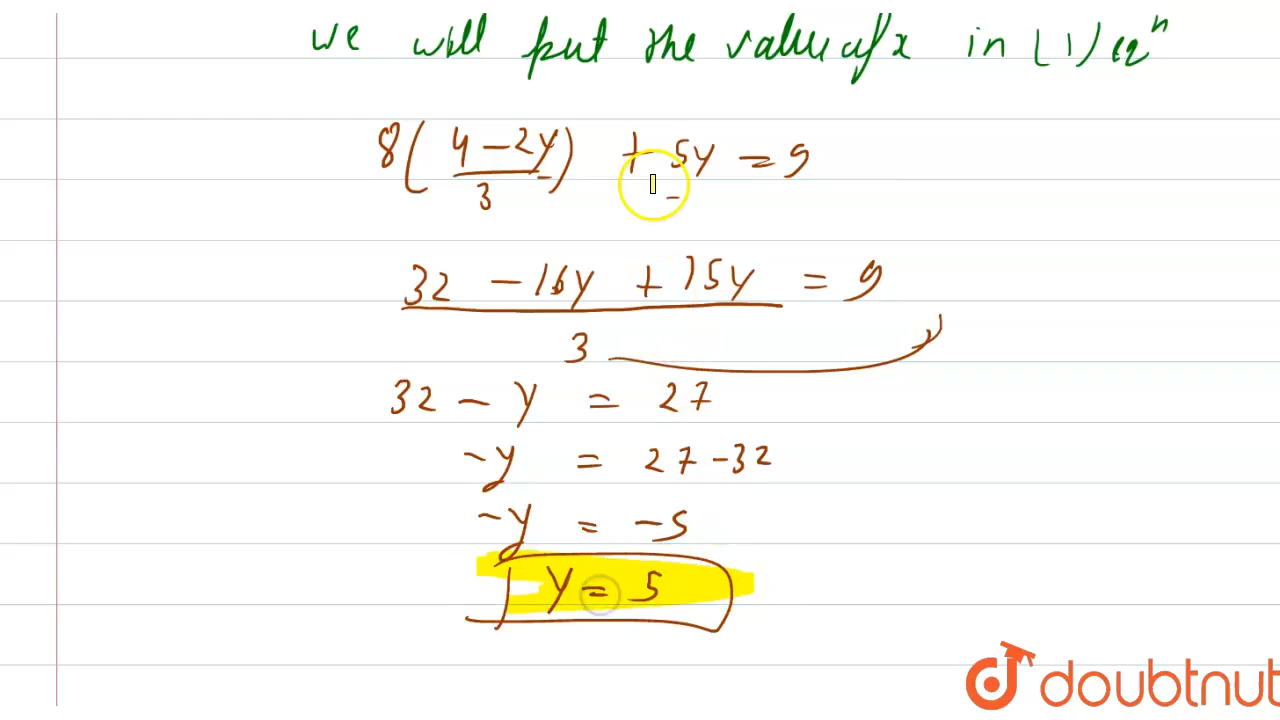 we will put the value of x in (1) eqⁿ
8( 4-2y / 3 ) + 5y = 9
32 - 16y + 15y / 3 = 9
32 - y = 27
-y = 27-32
-y = -5
y = 5
doubtnut